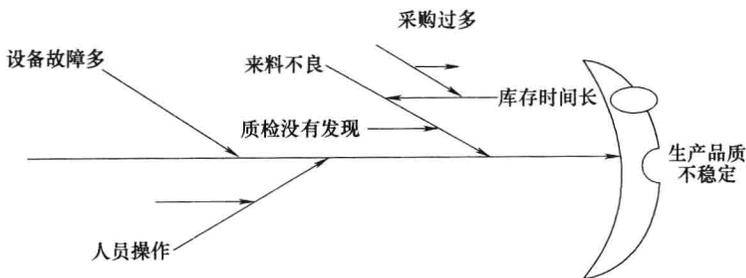 采购过多
设备故障多
来料不良
库存时间长
质检没有发现
生产品质
不稳定
人员操作